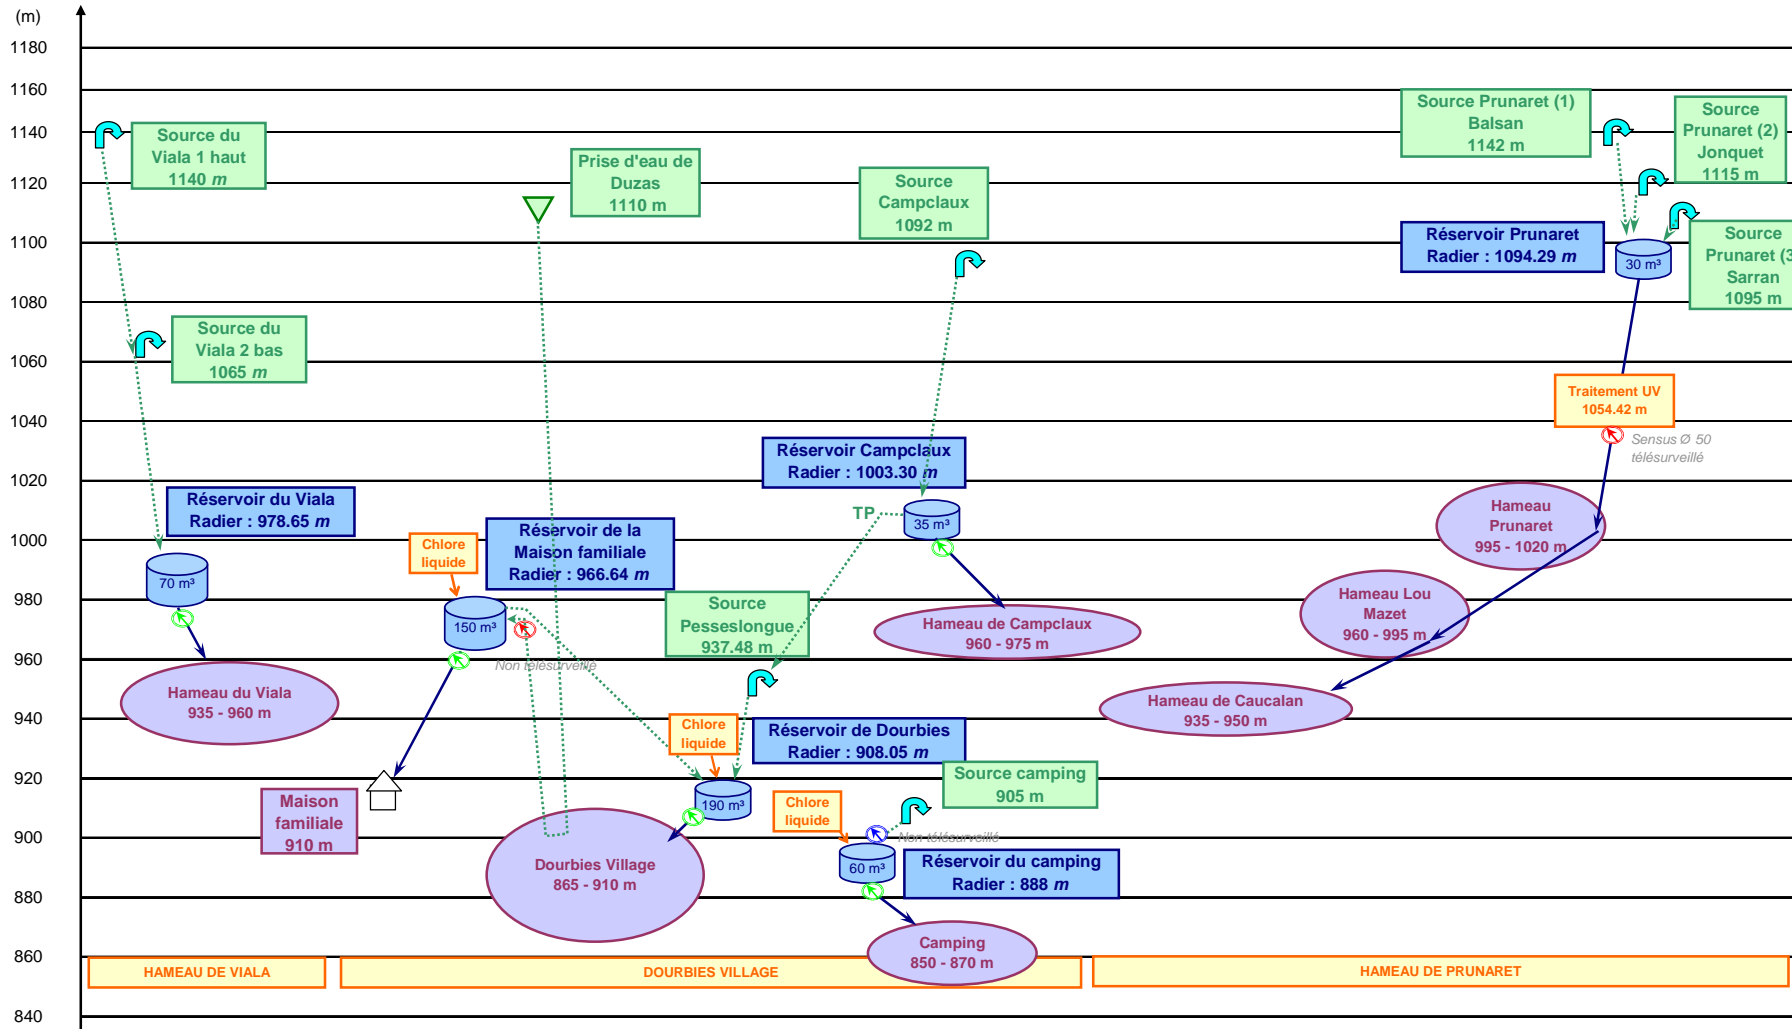 (m)
1180
1160
1140
1120
1100
1080
1060
1040
1020
1000
980
960
940
920
900
880
860
840
Source du
Viala 1 haut
1140 m
Source du
Viala 2 bas
1065 m
Réservoir du Viala
Radier : 978.65 m
70 m³
Hameau du Viala
935 - 960 m
Prise d'eau de
Duzas
1110 m
Chlore
liquide
Réservoir de la
Maison familiale
Radier : 966.64 m
150 m³
Non télésurveillé
Maison
familiale
910 m
Source
Pesseslongue
937.48 m
Chlore
liquide
Réservoir de Dourbies
Radier : 908.05 m
190 m³
Dourbies Village
865 - 910 m
Source
Campclaux
1092 m
Réservoir Campclaux
Radier : 1003.30 m
TP
35 m³
Hameau de Campclaux
960 - 975 m
Source camping
905 m
Chlore
liquide
Non télésurveillé
60 m³
Réservoir du camping
Radier : 888 m
Camping
850 - 870 m
Source Prunaret (1)
Balsan
1142 m
Source
Prunaret (2)
Jonquet
1115 m
Source
Prunaret (3
Sarran
1095 m
Réservoir Prunaret
Radier : 1094.29 m
30 m³
Traitement UV
1054.42 m
Sensus Ø 50
télésurveillé
Hameau
Prunaret
995 - 1020 m
Hameau Lou
Mazet
960 - 995 m
Hameau de Caucalan
935 - 950 m
HAMEAU DE VIALA
DOURBIES VILLAGE
HAMEAU DE PRUNARET